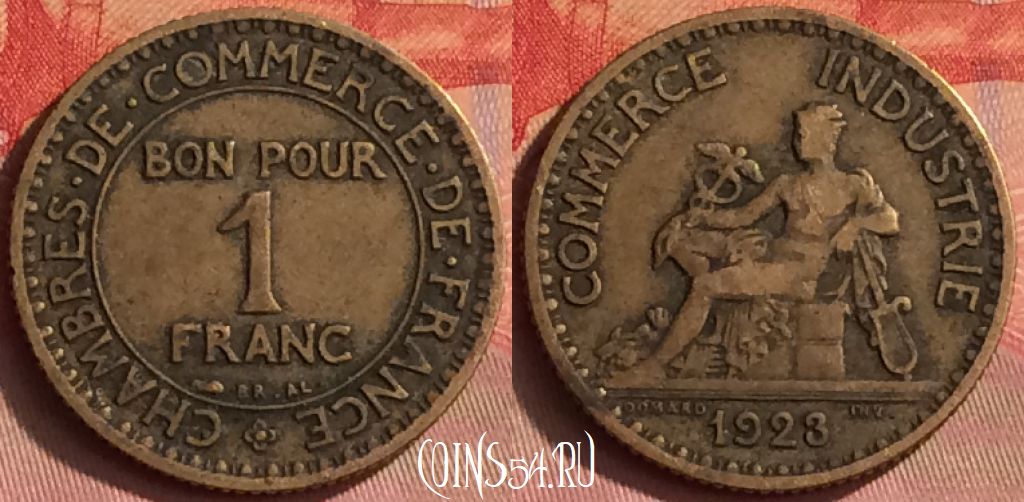 CHAMBRES · DE · COMMERCE · DE · FRANCE
BON POUR
1
FRANC
BR. AL.
COMMERCE INDUSTRIE
DOMARD INV.
1923
COINS54.RU